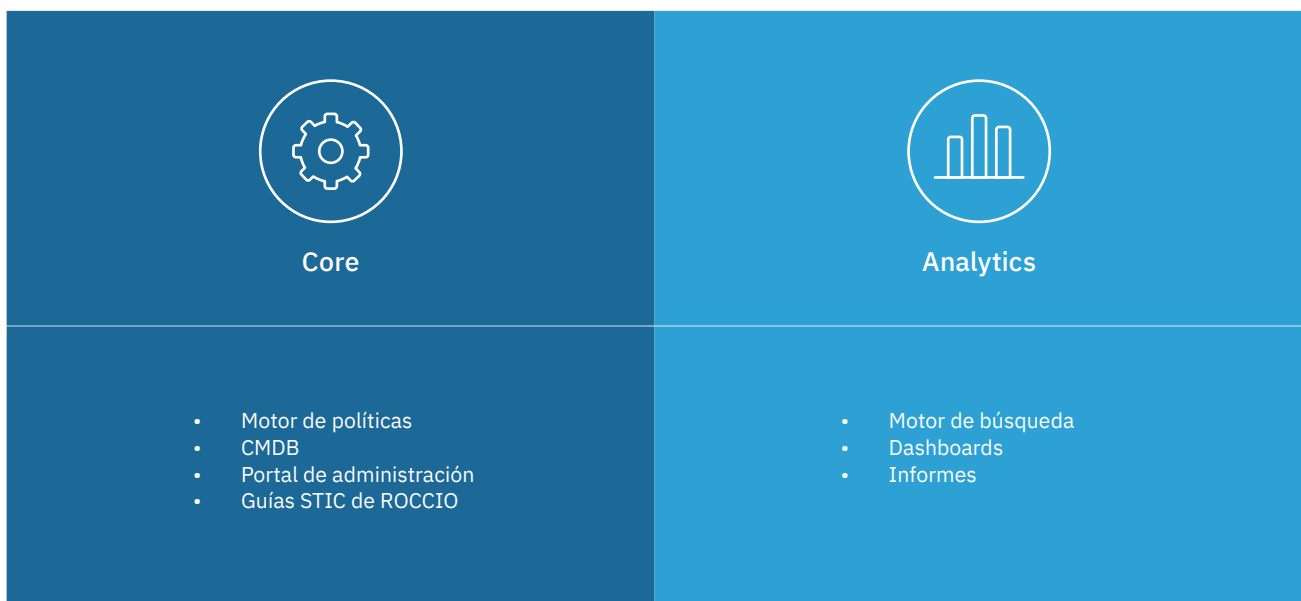 Core
Analytics
• Motor de políticas
• CMDB
• Portal de administración
• Guías STIC de ROCCIO
• Motor de búsqueda
• Dashboards
• Informes